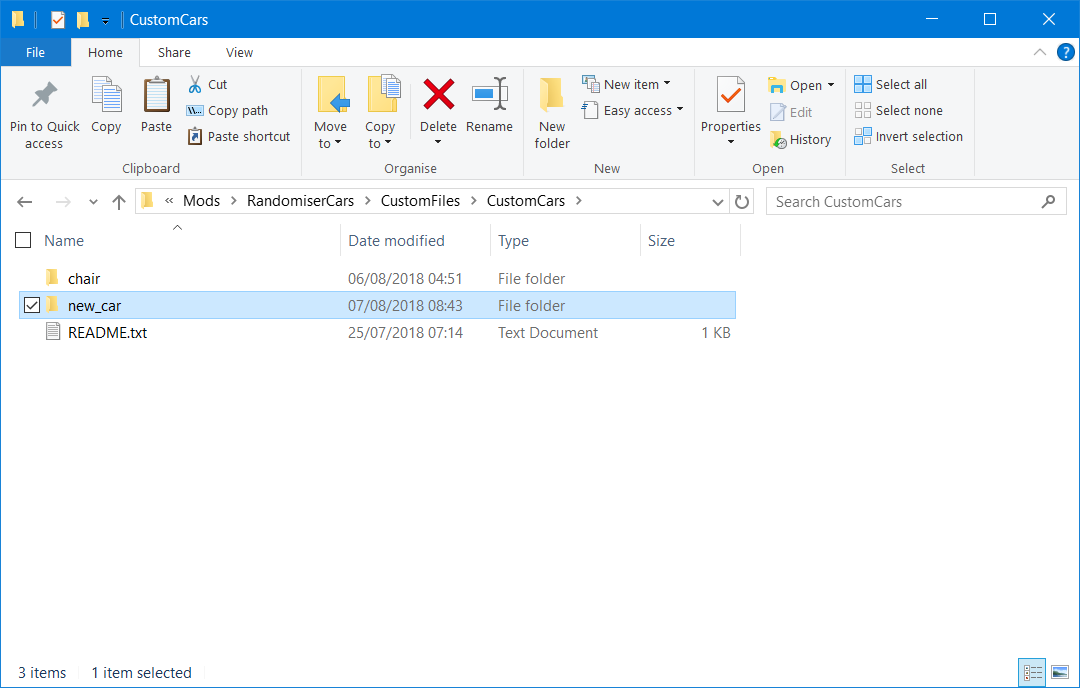 CustomCars
File Home Share View
Pin to Quick access
Copy
Paste
Cut
Copy path
Paste shortcut
Clipboard
Move to
Copy to
Delete
Rename
Organise
New folder
New item
Easy access
New
Properties
Open
Edit
History
Open
Select all
Select none
Invert selection
Select
« Mods > RandomiserCars > CustomFiles > CustomCars >
Search CustomCars
Name Date modified Type Size
chair 06/08/2018 04:51 File folder
new_car 07/08/2018 08:43 File folder
README.txt 25/07/2018 07:14 Text Document 1 KB
3 items 1 item selected